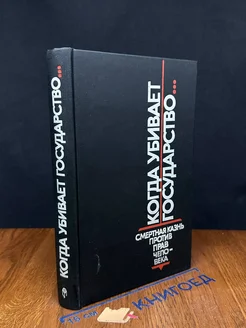 КОГДА УБИВАЕТ ГОСУДАРСТВО...
КОГДА УБИВАЕТ
ГОСУДАРСТВО...
СМЕРТНАЯ КАЗНЬ
ПРОТИВ
ПРАВ
ЧЕЛО-
ВЕКА
КНИГОЕД